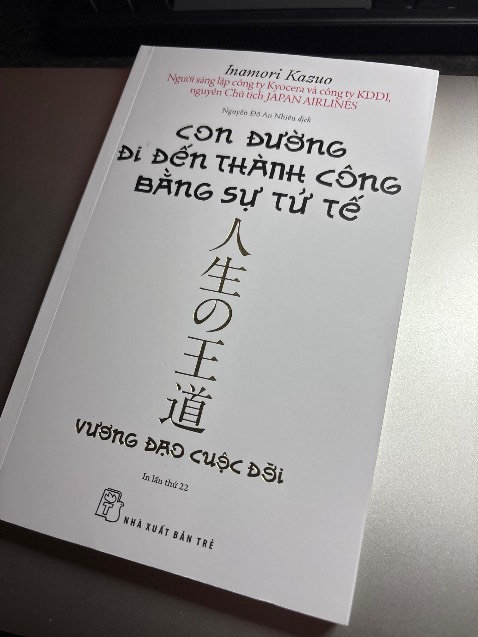 Inamori Kazuo
Người sáng lập công ty Kyocera và công ty KDDI,
nguyên Chủ tịch JAPAN AIRLINES
Nguyễn Đỗ An Nhiên dịch
CON ĐƯỜNG
ĐI ĐẾN THÀNH CÔNG
BẰNG SỰ TỬ TẾ
人生の王道
VƯƠNG ĐẠO CUỘC ĐỜI
In lần thứ 22
NHÀ XUẤT BẢN TRẺ